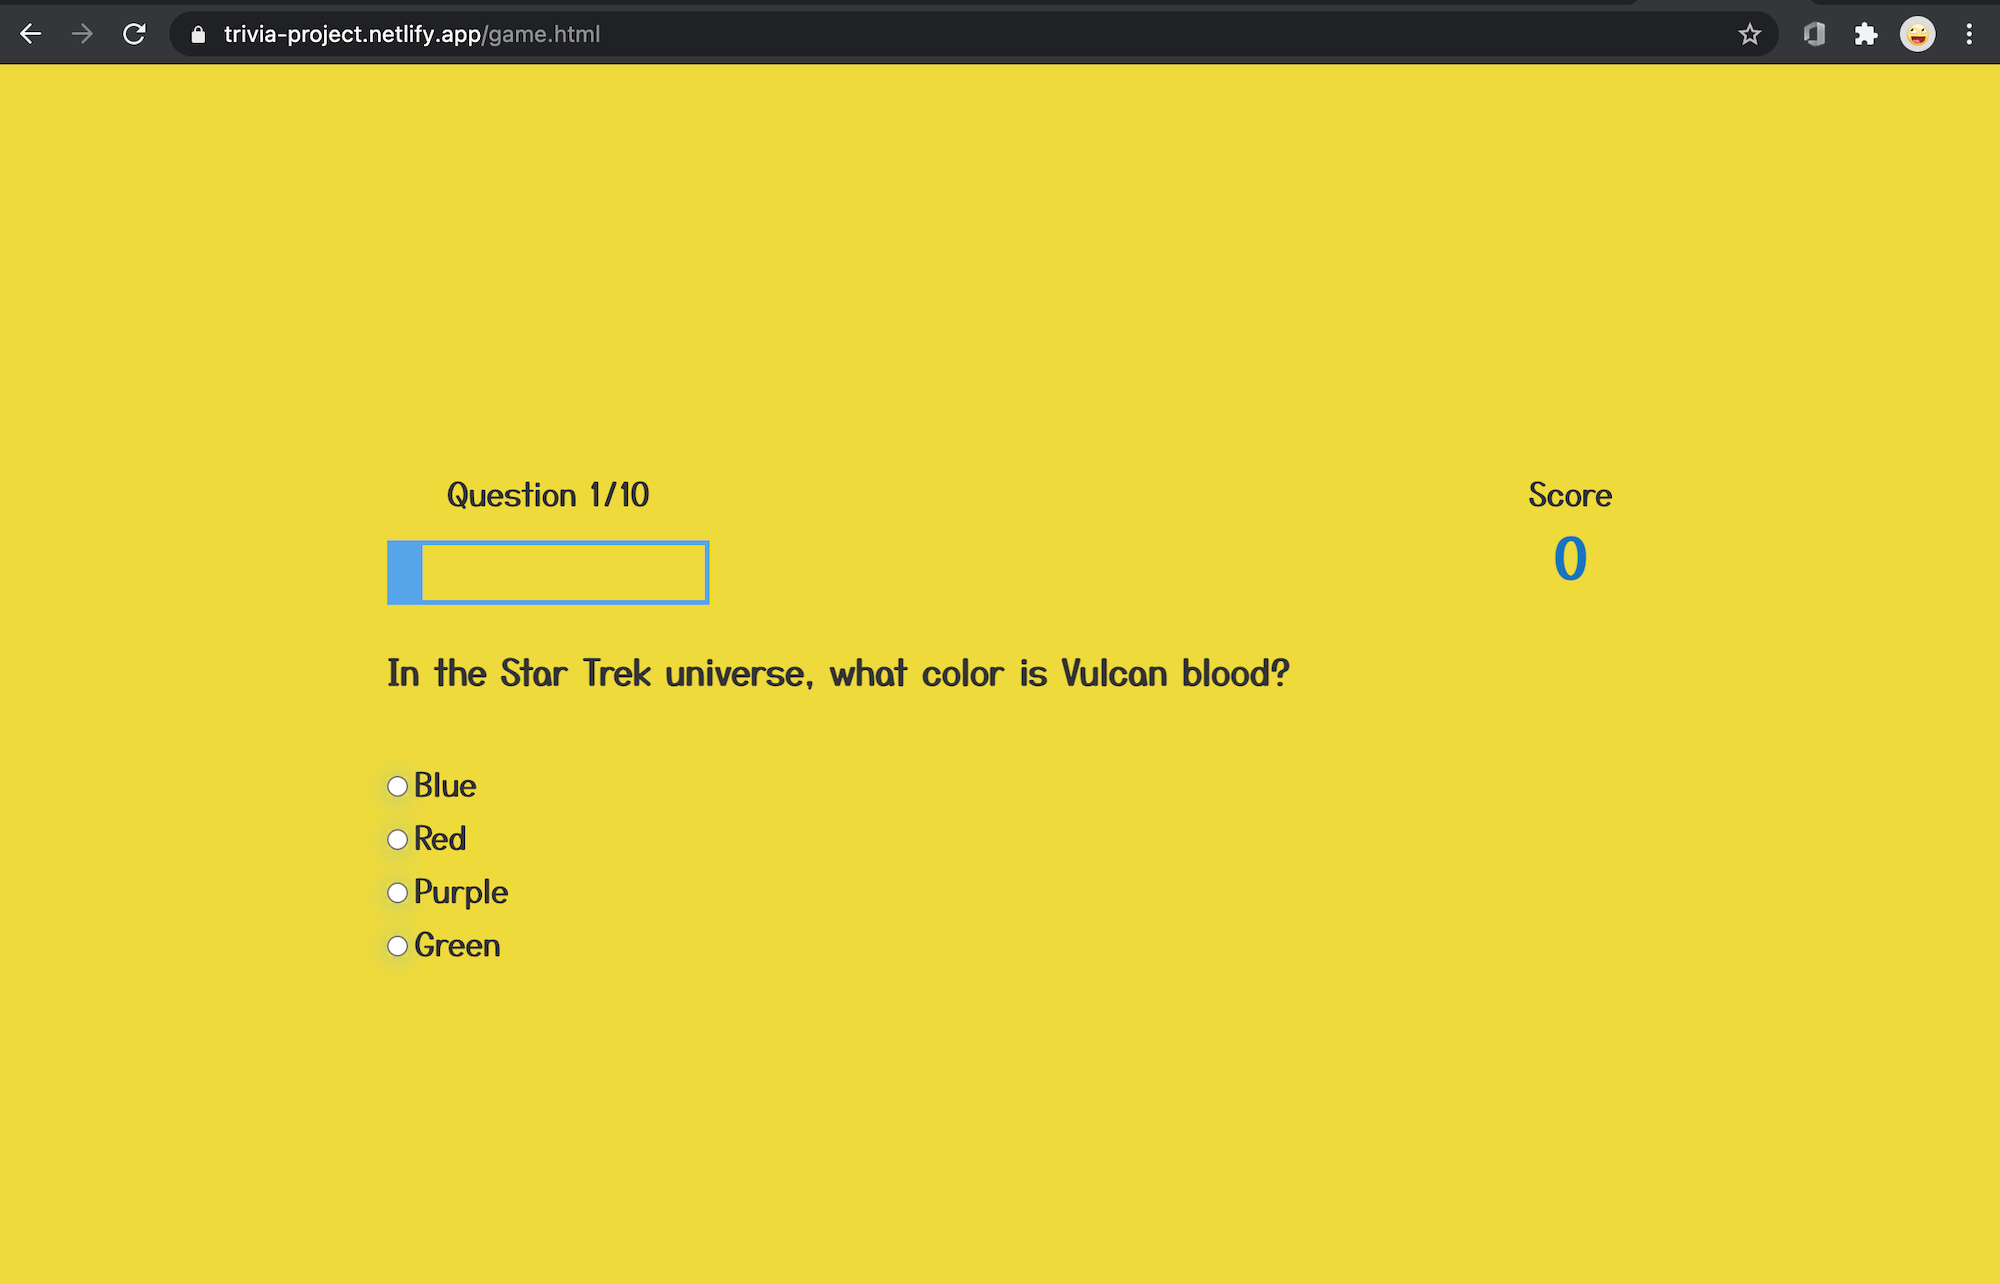 trivia-project.netlify.app/game.html
Question 1/10
Score
0
In the Star Trek universe, what color is Vulcan blood?
Blue
Red
Purple
Green